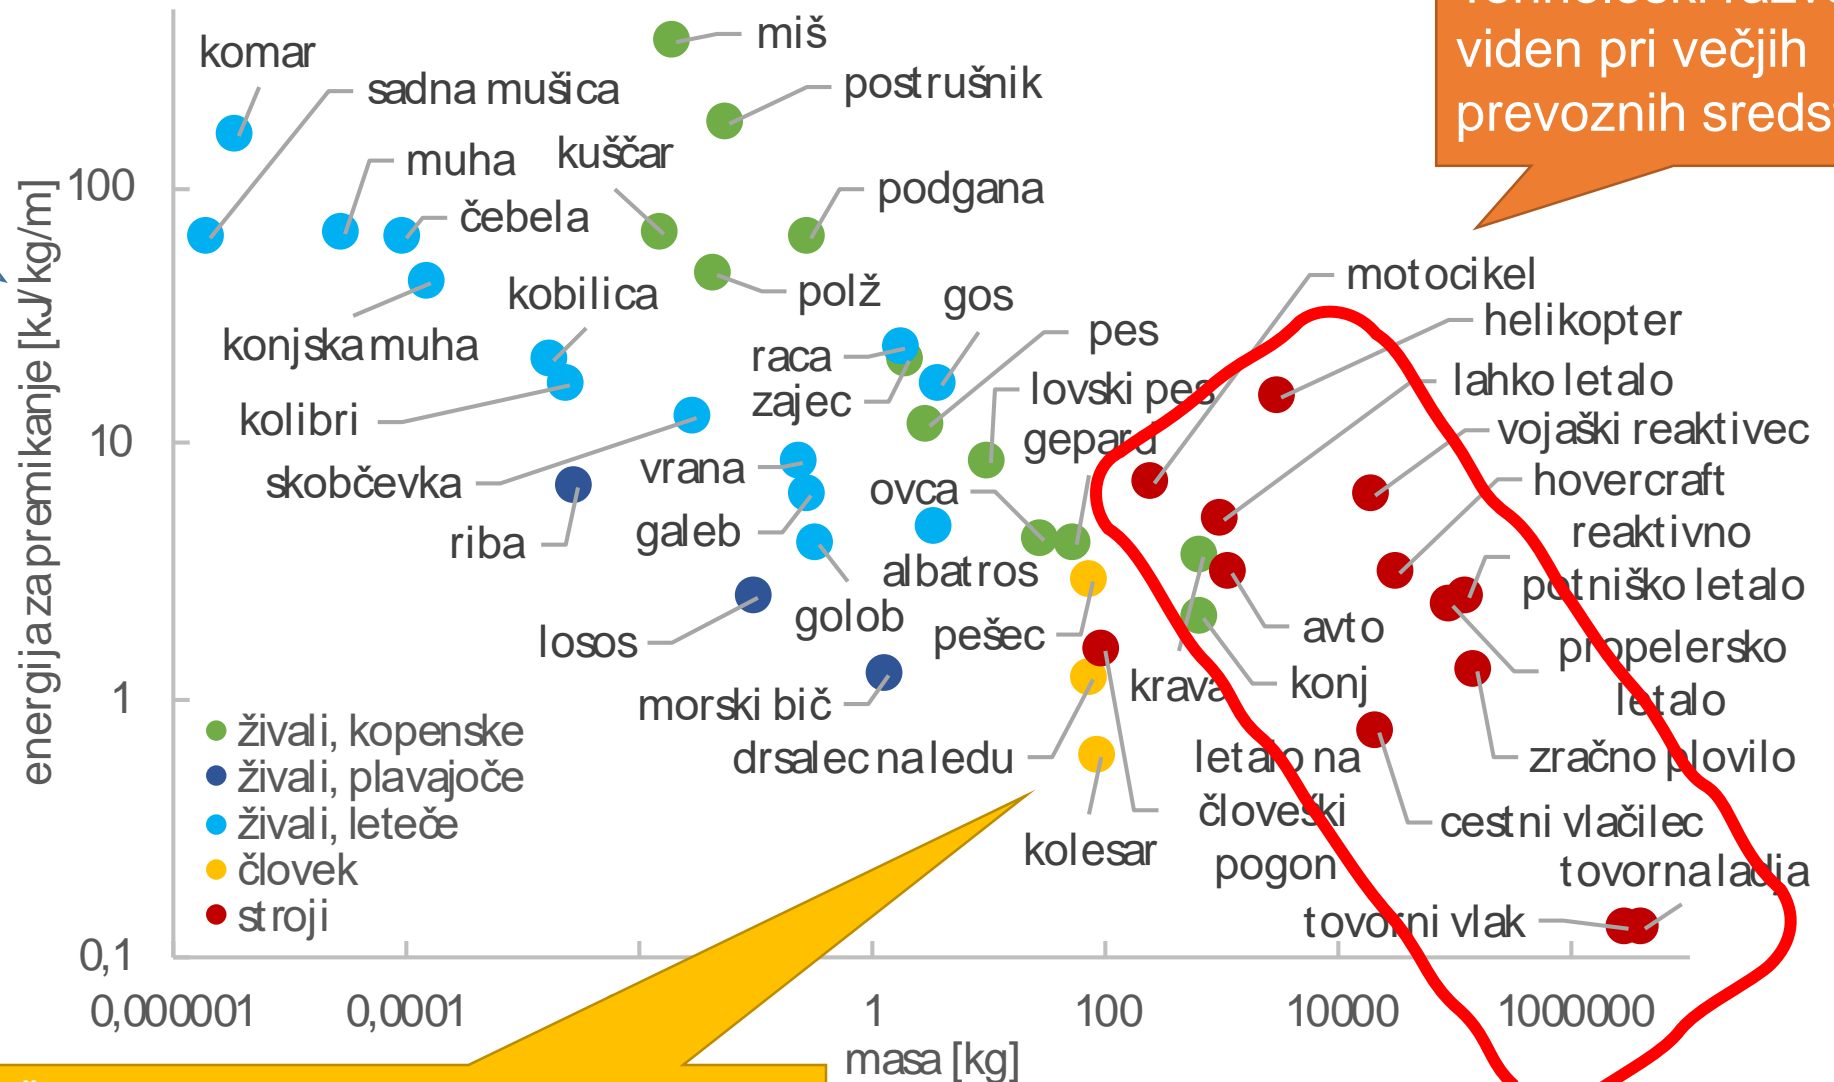 viden pri večjih
prevoznih
komar
miš
sadna mušica
postrušnik
muha
kuščar
100
podgana
čebela
kobilica
polž
gos
motocikel
konjska muha
raca
pes
helikopter
zajec
lovski pes
lahko letalo
kolibri
10
gepard
vojaški reaktivec
skobčevka
vrana
ovca
hovercraft
riba
galeb
reaktivno
potniško letalo
albatros
golob
losos
pešec
avto
propelersko
letalo
krava
konj
morski bič
1
drsalec na ledu
letalo na
človeški
pogon
zračno plovilo
kolesar
cestni vlačilec
tovorna ladja
tovorni vlak
energija za premikanje [kJ/kg/m]
živali, kopenske
živali, plavajoče
živali, leteče
človek
stroji
0,1
0,000001
0,0001
1
100
10000
1000000
masa [kg]